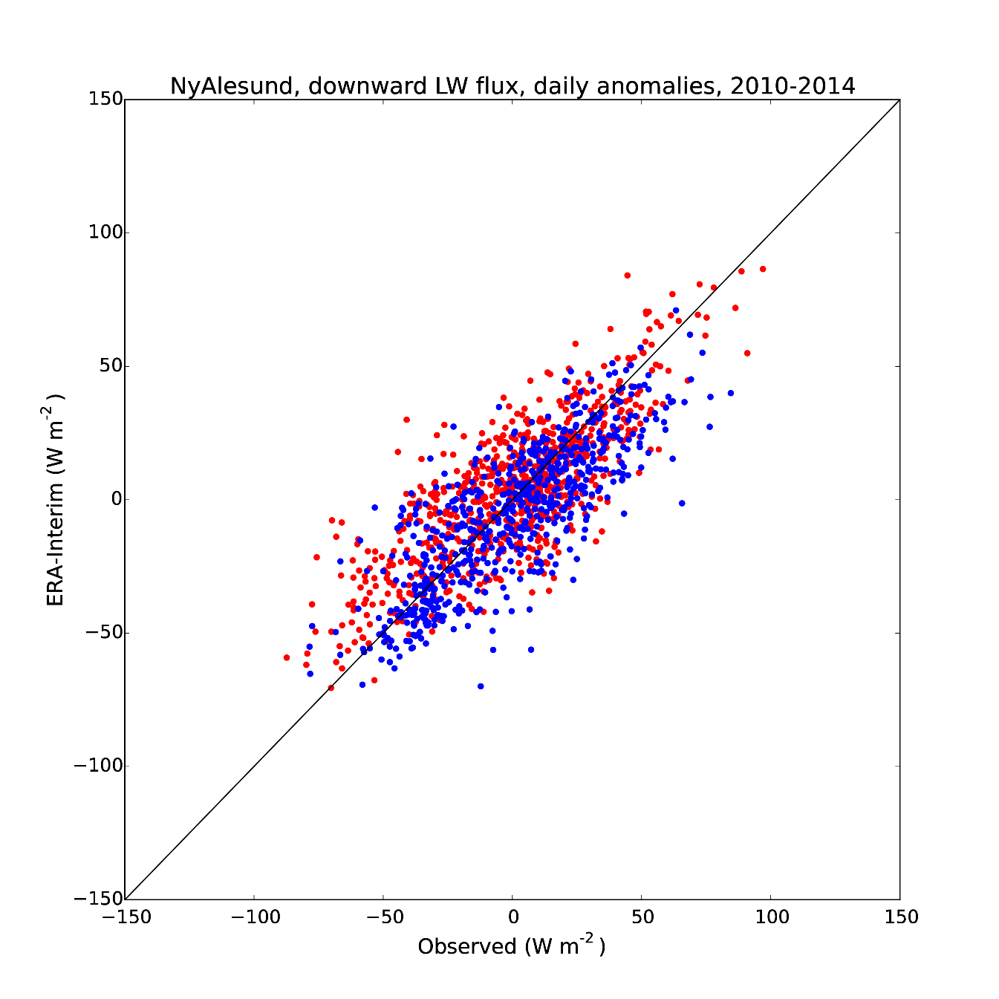 NyAlesund, downward LW flux, daily anomalies, 2010-2014
150
100
50
0
−50
−100
−150
ERA-Interim (W m-2 )
−150 −100 −50 0 50 100 150
Observed (W m-2 )